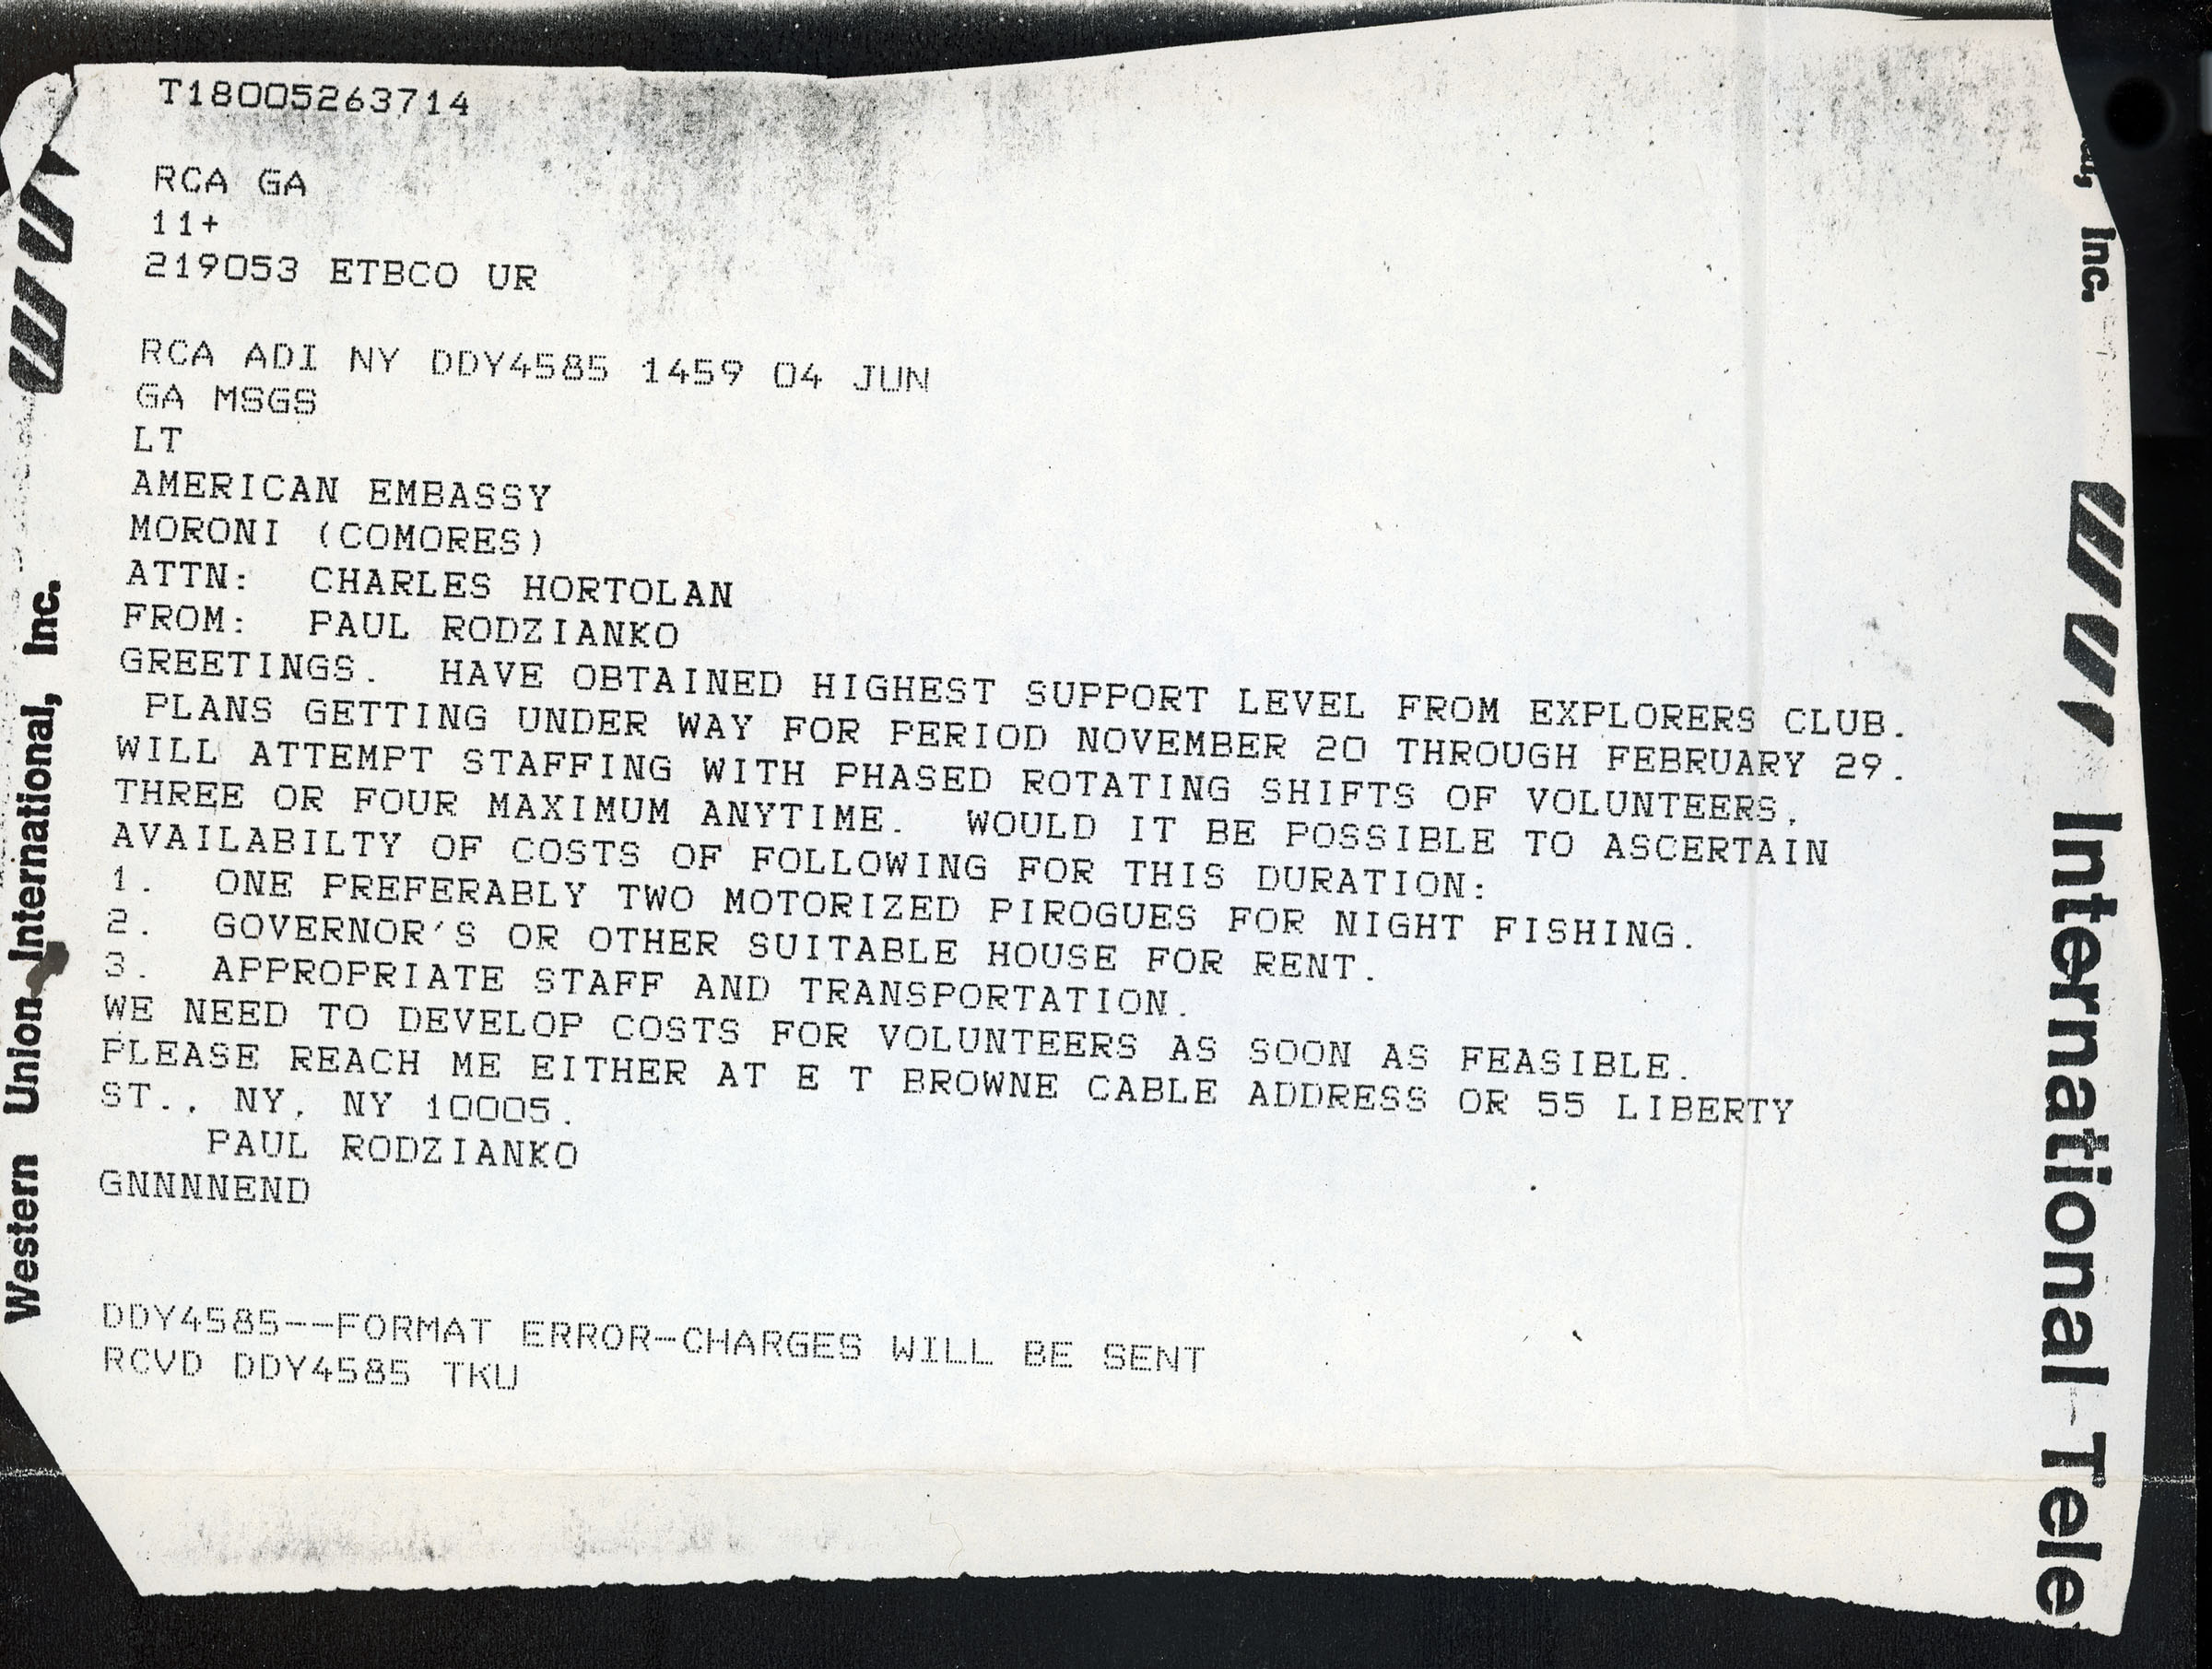 T18005263714
RCA GA
11+
219053 ETBCO UR
RCA ADI NY DDY4585 1459 04 JUN
GA MSGS
LT
AMERICAN EMBASSY
MORONI (COMORES)
ATTN:  CHARLES HORTOLAN
FROM:  PAUL RODZIANKO
GREETINGS.  HAVE OBTAINED HIGHEST SUPPORT LEVEL FROM EXPLORERS CLUB.
PLANS GETTING UNDER WAY FOR PERIOD NOVEMBER 20 THROUGH FEBRUARY 29.
WILL ATTEMPT STAFFING WITH PHASED ROTATING SHIFTS OF VOLUNTEERS,
THREE OR FOUR MAXIMUM ANYTIME.  WOULD IT BE POSSIBLE TO ASCERTAIN
AVAILABILTY OF COSTS OF FOLLOWING FOR THIS DURATION:
1.  ONE PREFERABLY TWO MOTORIZED PIROGUES FOR NIGHT FISHING.
2.  GOVERNOR'S OR OTHER SUITABLE HOUSE FOR RENT.
3.  APPROPRIATE STAFF AND TRANSPORTATION.
WE NEED TO DEVELOP COSTS FOR VOLUNTEERS AS SOON AS FEASIBLE.
PLEASE REACH ME EITHER AT E T BROWNE CABLE ADDRESS OR 55 LIBERTY
ST., NY, NY 10005.
PAUL RODZIANKO
GNNNNEND
DDY4585--FORMAT ERROR-CHARGES WILL BE SENT
RCVD DDY4585 TKU
Western Union International, Inc.
Inc.
International Tele